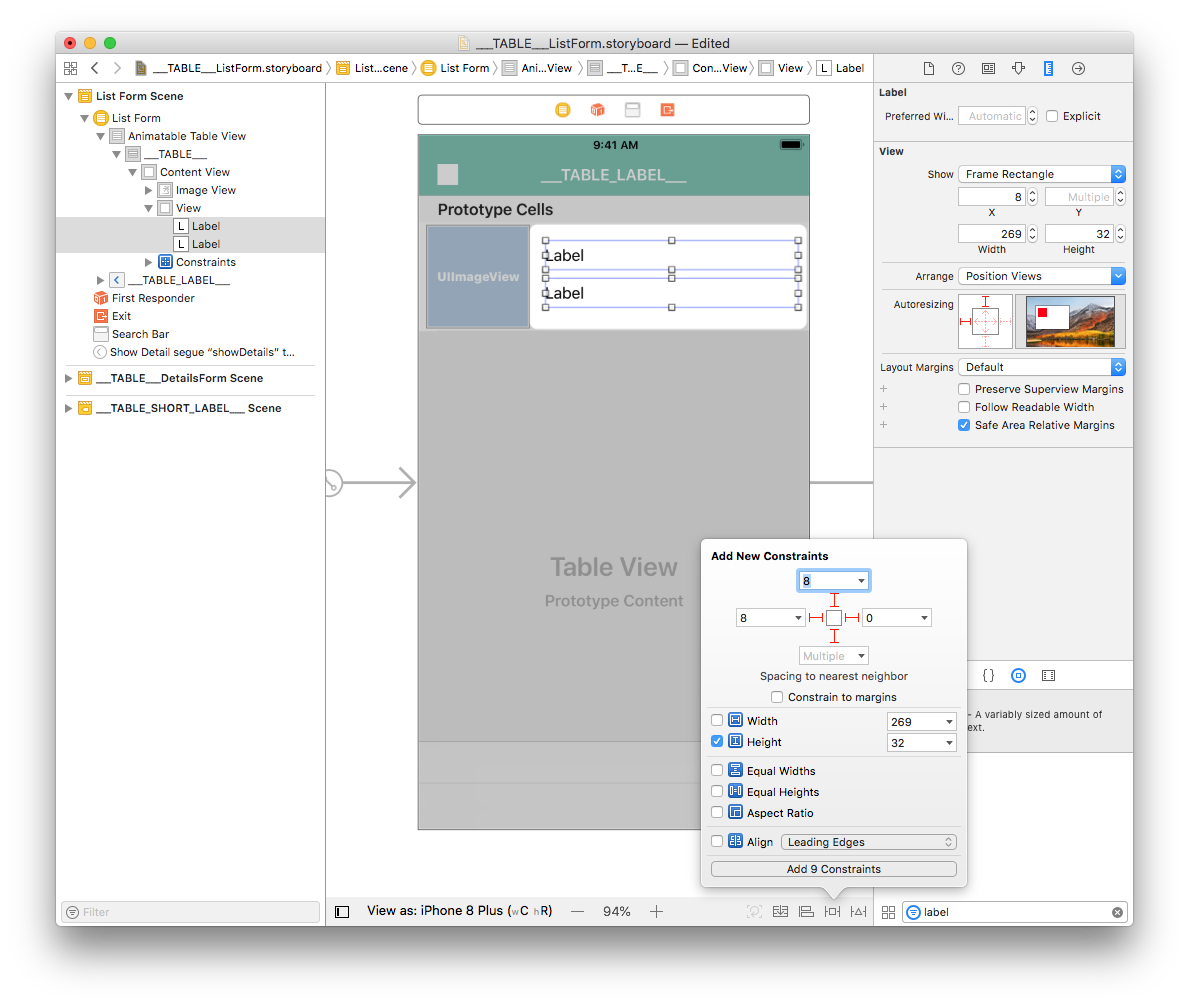 ___TABLE___ListForm.storyboard — Edited
___TABLE___ListForm.storyboard
List...cene
List Form
Ani...View
___T...E___
Con...View
View
L Label
List Form Scene
List Form
Animatable Table View
___TABLE___
Content View
Image View
View
L Label
L Label
Constraints
___TABLE_LABEL___
First Responder
Exit
Search Bar
Show Detail segue “showDetails” t...
___TABLE___DetailsForm Scene
___TABLE_SHORT_LABEL___ Scene
Filter
9:41 AM
___TABLE_LABEL___
Prototype Cells
UIImageView
Label
Label
Table View
Prototype Content
View as: iPhone 8 Plus (wC hR)
94%
Add New Constraints
8
8
0
Multiple
Spacing to nearest neighbor
Constrain to margins
Width 269
Height 32
Equal Widths
Equal Heights
Aspect Ratio
Align Leading Edges
Add 9 Constraints
Label
Preferred Wi... Automatic Explicit
View
Show Frame Rectangle
8 Multiple
X Y
269 32
Width Height
Arrange Position Views
Autoresizing
Layout Margins Default
Preserve Superview Margins
Follow Readable Width
Safe Area Relative Margins
{ }
- A variably sized amount of
ext.
label